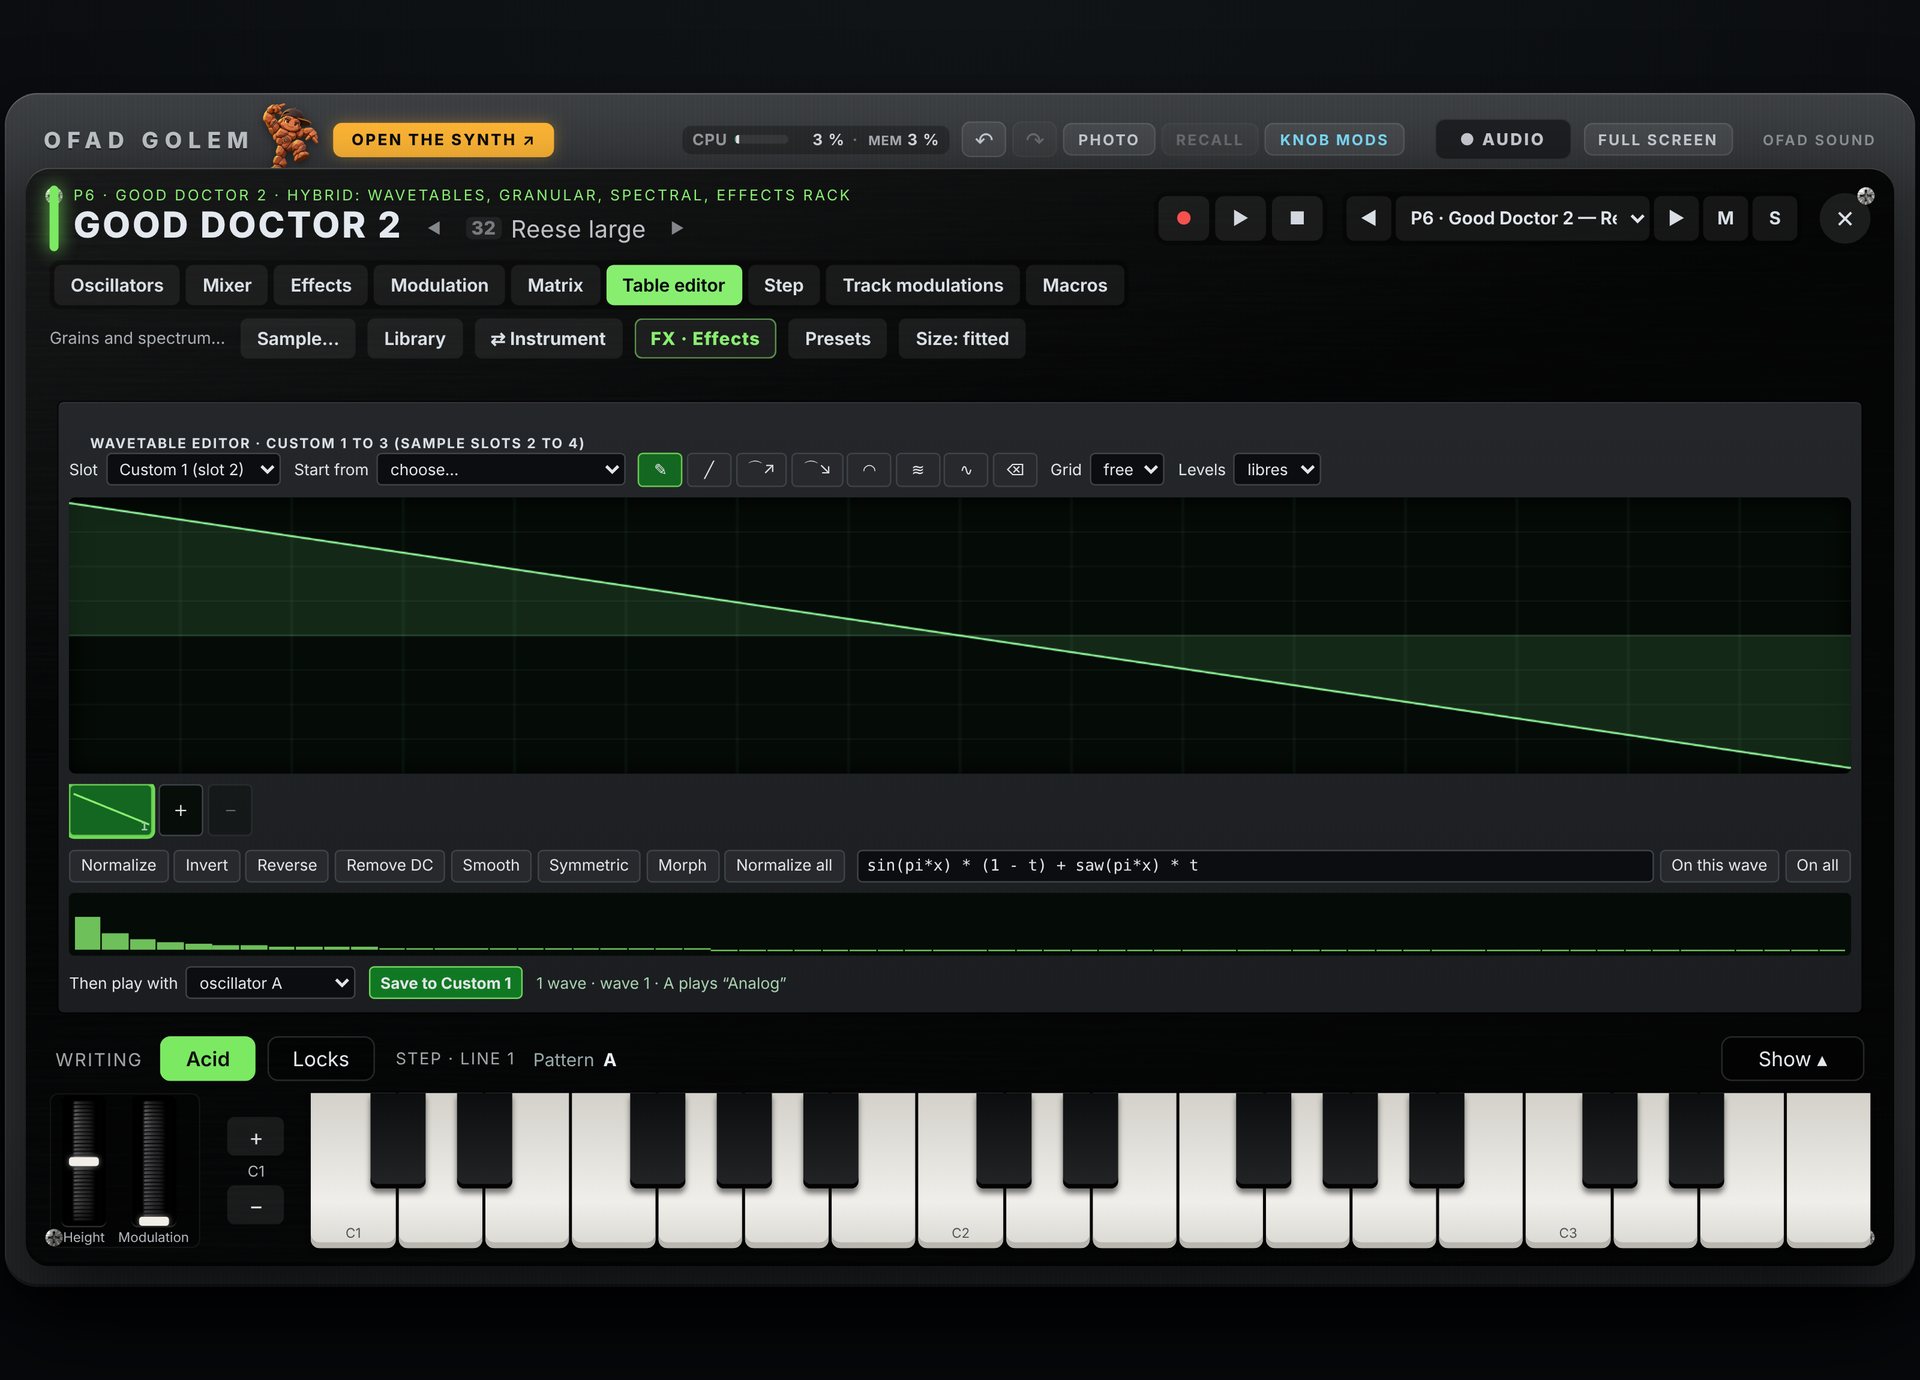 OFAD GOLEM OPEN THE SYNTH ↗ CPU 3 % · MEM 3 % ↶ ↷ PHOTO RECALL KNOB MODS AUDIO FULL SCREEN OFAD SOUND
P6 · GOOD DOCTOR 2 · HYBRID: WAVETABLES, GRANULAR, SPECTRAL, EFFECTS RACK
GOOD DOCTOR 2 ◀ 32 Reese large ▶ P6 · Good Doctor 2 — Re M S ✕
Oscillators Mixer Effects Modulation Matrix Table editor Step Track modulations Macros
Grains and spectrum... Sample... Library ⇄ Instrument FX · Effects Presets Size: fitted
WAVETABLE EDITOR · CUSTOM 1 TO 3 (SAMPLE SLOTS 2 TO 4)
Slot Custom 1 (slot 2) Start from choose... Grid free Levels libres
1 + −
Normalize Invert Reverse Remove DC Smooth Symmetric Morph Normalize all sin(pi*x) * (1 - t) + saw(pi*x) * t On this wave On all
Then play with oscillator A Save to Custom 1 1 wave · wave 1 · A plays “Analog”
WRITING Acid Locks STEP · LINE 1 Pattern A Show ▴
+
C1
−
Height Modulation C1 C2 C3